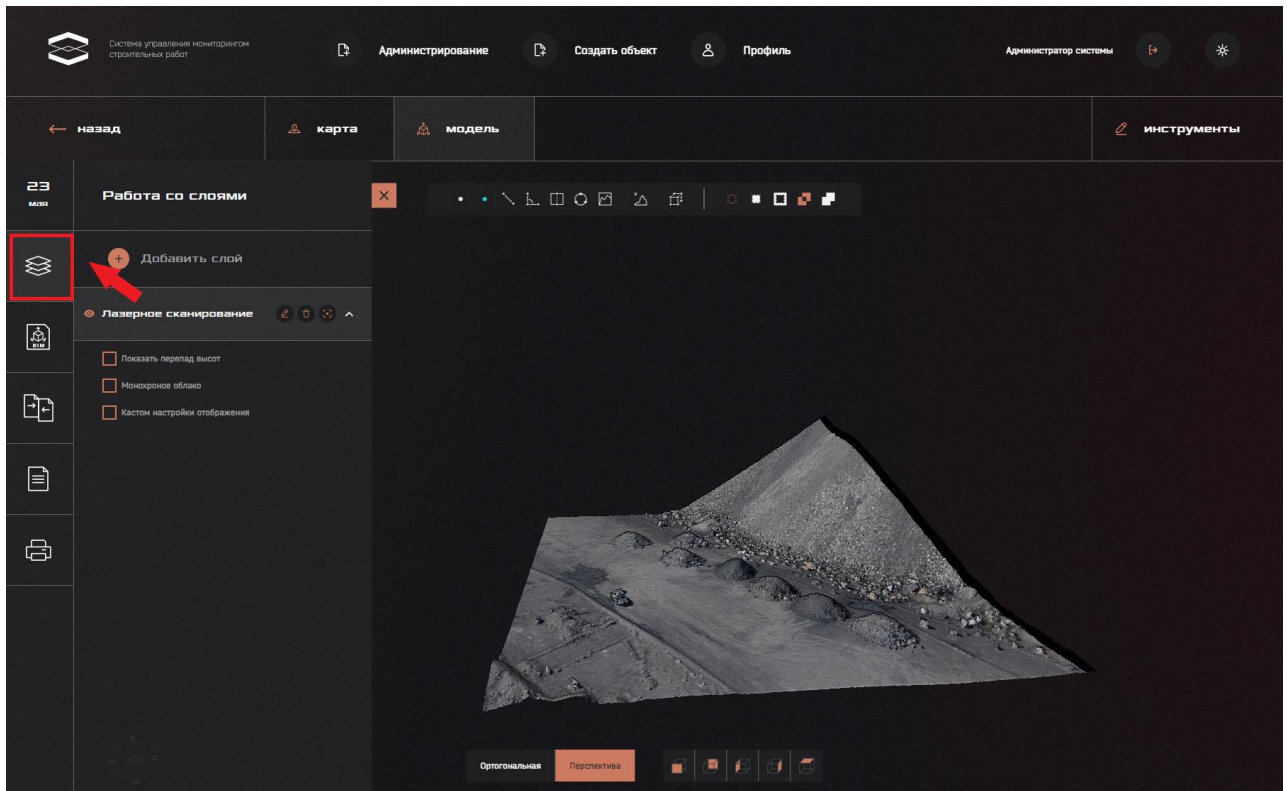 Система управления мониторингом
строительных работ
Администрирование
Создать объект
Профиль
Администратор системы
назад
карта
модель
инструменты
23
мая
Работа со слоями
Добавить слой
Лазерное сканирование
BIM
Показать перепад высот
Монохроное облако
Кастом настройки отображения
Ортогональная
Перспектива